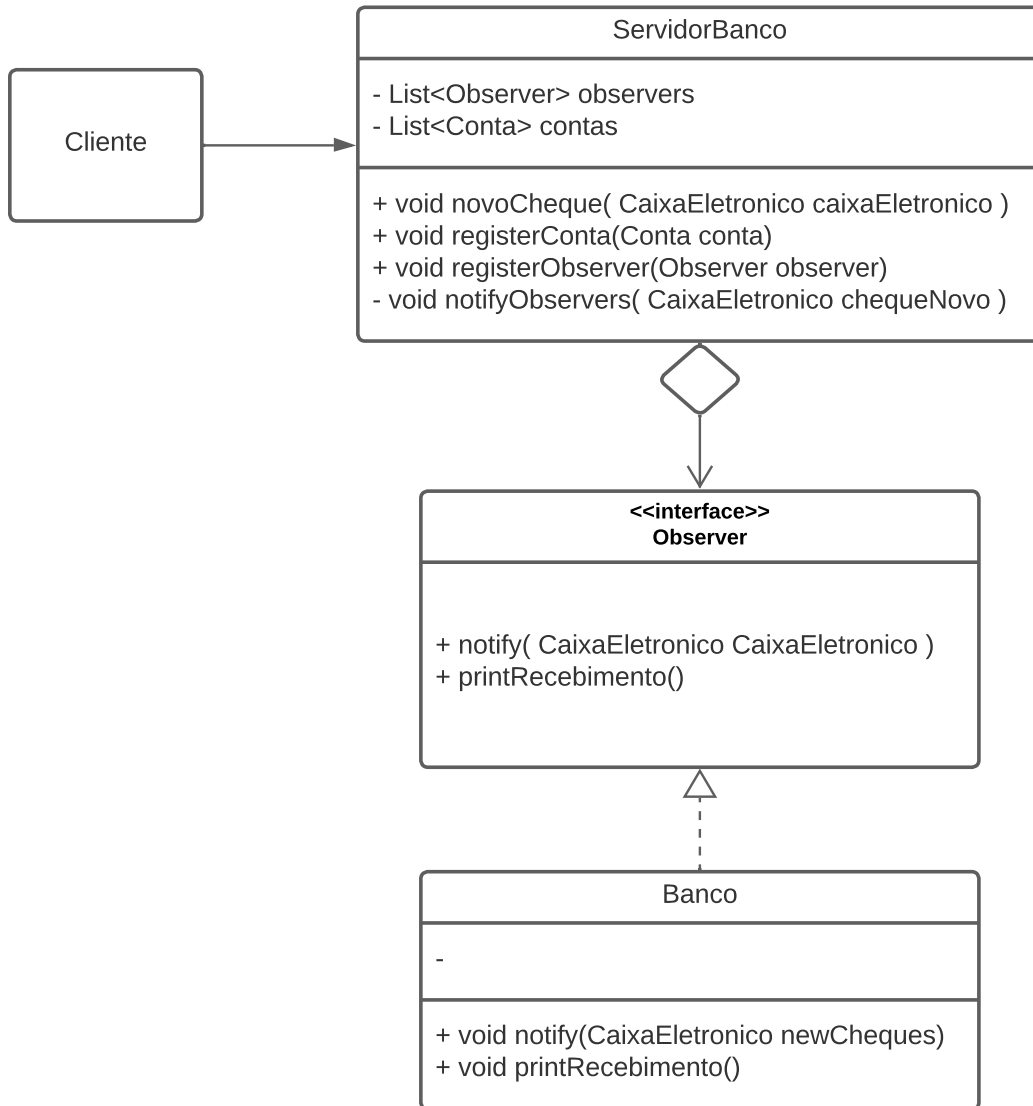 ServidorBanco
Cliente
- List<Observer> observers
- List<Conta> contas
+ void novoCheque( CaixaEletronico caixaEletronico )
+ void registerConta(Conta conta)
+ void registerObserver(Observer observer)
- void notifyObservers( CaixaEletronico chequeNovo )
<<interface>>
Observer
+ notify( CaixaEletronico CaixaEletronico )
+ printRecebimento()
Banco
-
+ void notify(CaixaEletronico newCheques)
+ void printRecebimento()